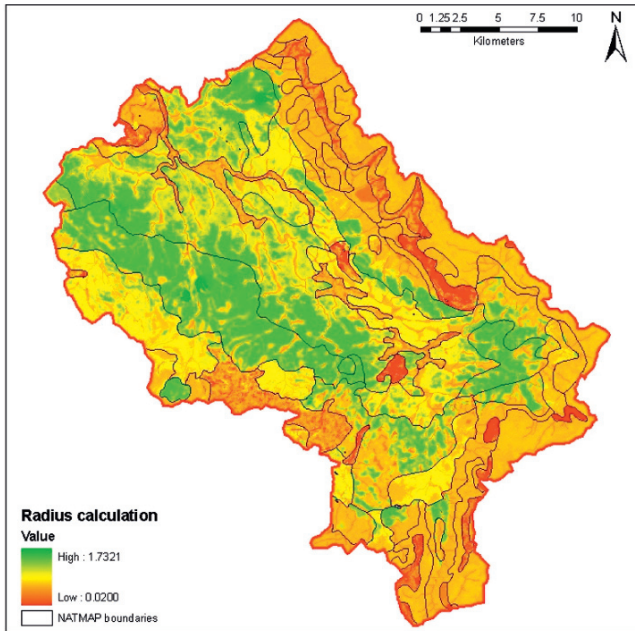 N
0 1.25 2.5 5 7.5 10
Kilometers
Radius calculation
Value
High : 1.7321
Low : 0.0200
NATMAP boundaries